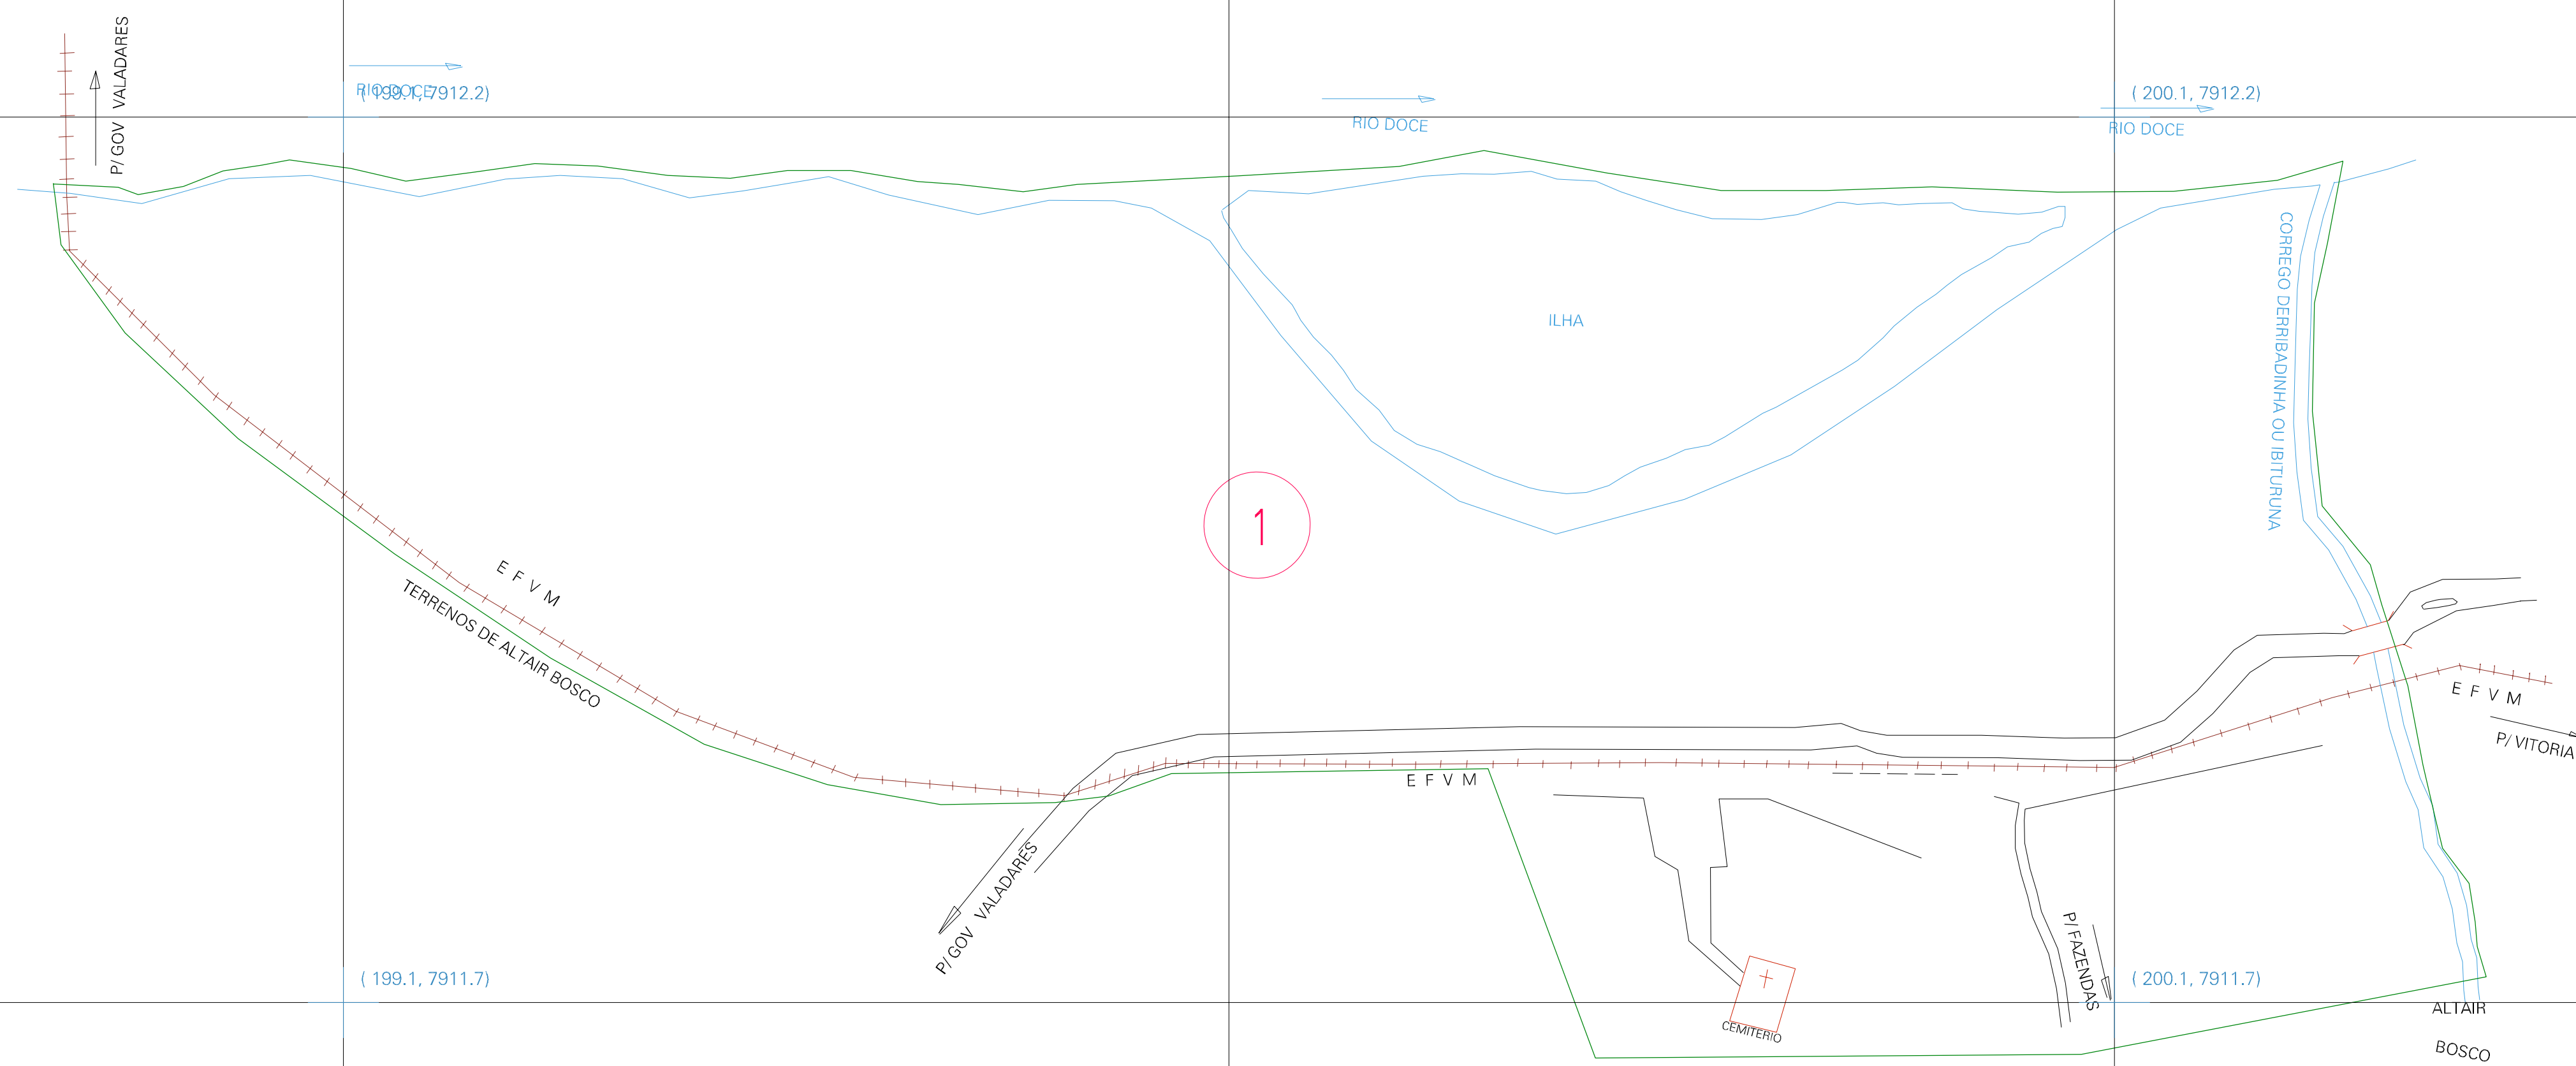 P/ GOV VALADARES
RIO DOCE
( 199.1, 7912.2)
RIO DOCE
( 200.1, 7912.2)
RIO DOCE
CORREGO DERRIBADINHA OU IBITURUNA
ILHA
1
E F V M
TERRENOS DE ALTAIR BOSCO
E F V M
P/ VITORIA
E F V M
P/ GOV VALADARES
P/ FAZENDAS
( 199.1, 7911.7)
( 200.1, 7911.7)
CEMITERIO
ALTAIR
BOSCO